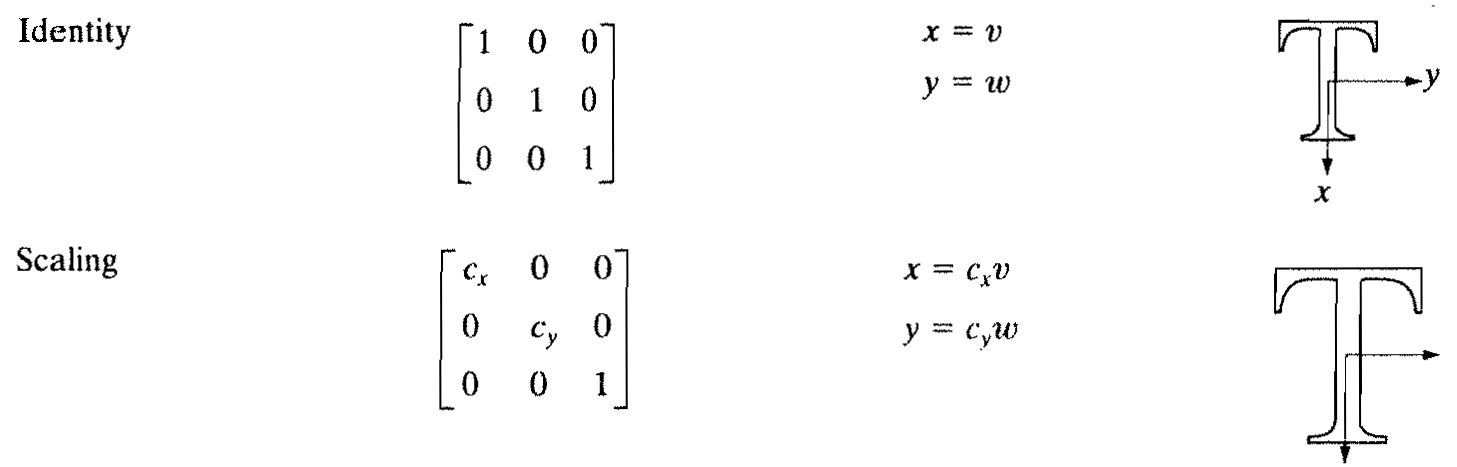 Identity
[1 0 0
0 1 0
0 0 1]
x = v
y = w
y
x
Scaling
[c_x 0 0
0 c_y 0
0 0 1]
x = c_x v
y = c_y w